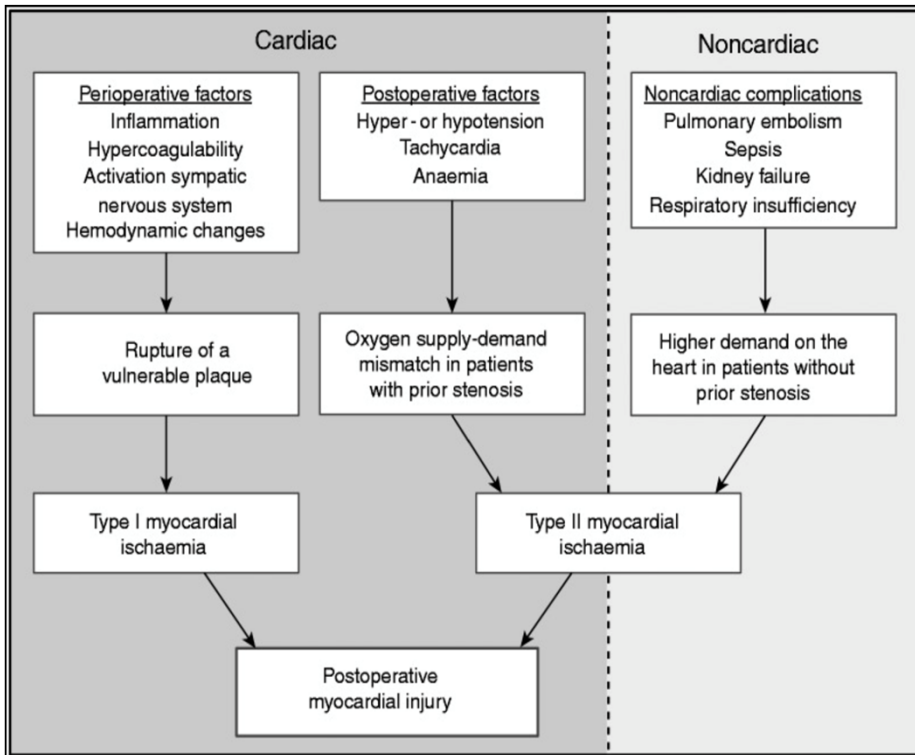 Cardiac
Noncardiac
Perioperative factors
Inflammation
Hypercoagulability
Activation sympatic
nervous system
Hemodynamic changes
Postoperative factors
Hyper - or hypotension
Tachycardia
Anaemia
Noncardiac complications
Pulmonary embolism
Sepsis
Kidney failure
Respiratory insufficiency
Rupture of a
vulnerable plaque
Oxygen supply-demand
mismatch in patients
with prior stenosis
Higher demand on the
heart in patients without
prior stenosis
Type I myocardial
ischaemia
Type II myocardial
ischaemia
Postoperative
myocardial injury